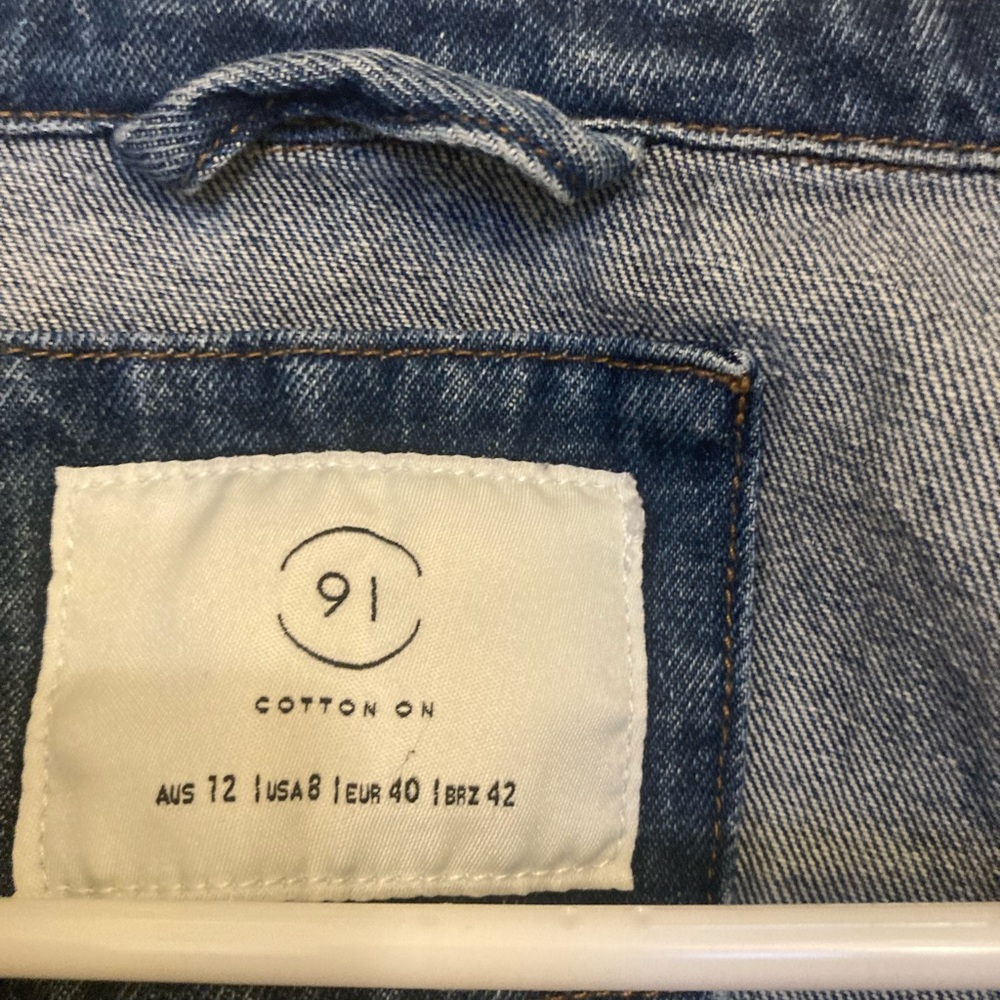 91
COTTON ON
AUS 12 | USA 8 | EUR 40 | BRZ 42